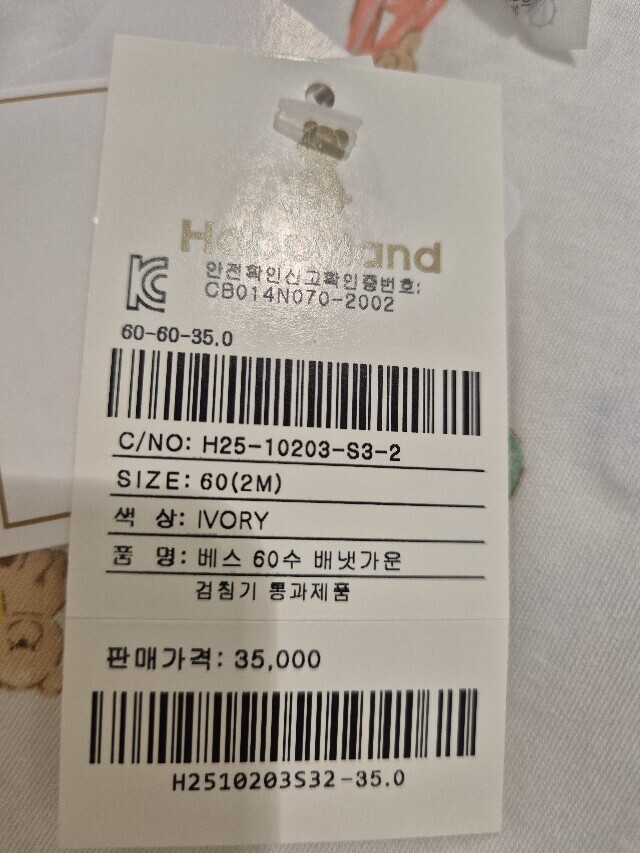 안전확인신고확인증번호:
CB014N070-2002
60-60-35.0
C/NO: H25-10203-S3-2
SIZE: 60(2M)
색 상: IVORY
품 명: 베스 60수 배냇가운
검침기 통과제품
판매가격: 35,000
H2510203S32-35.0